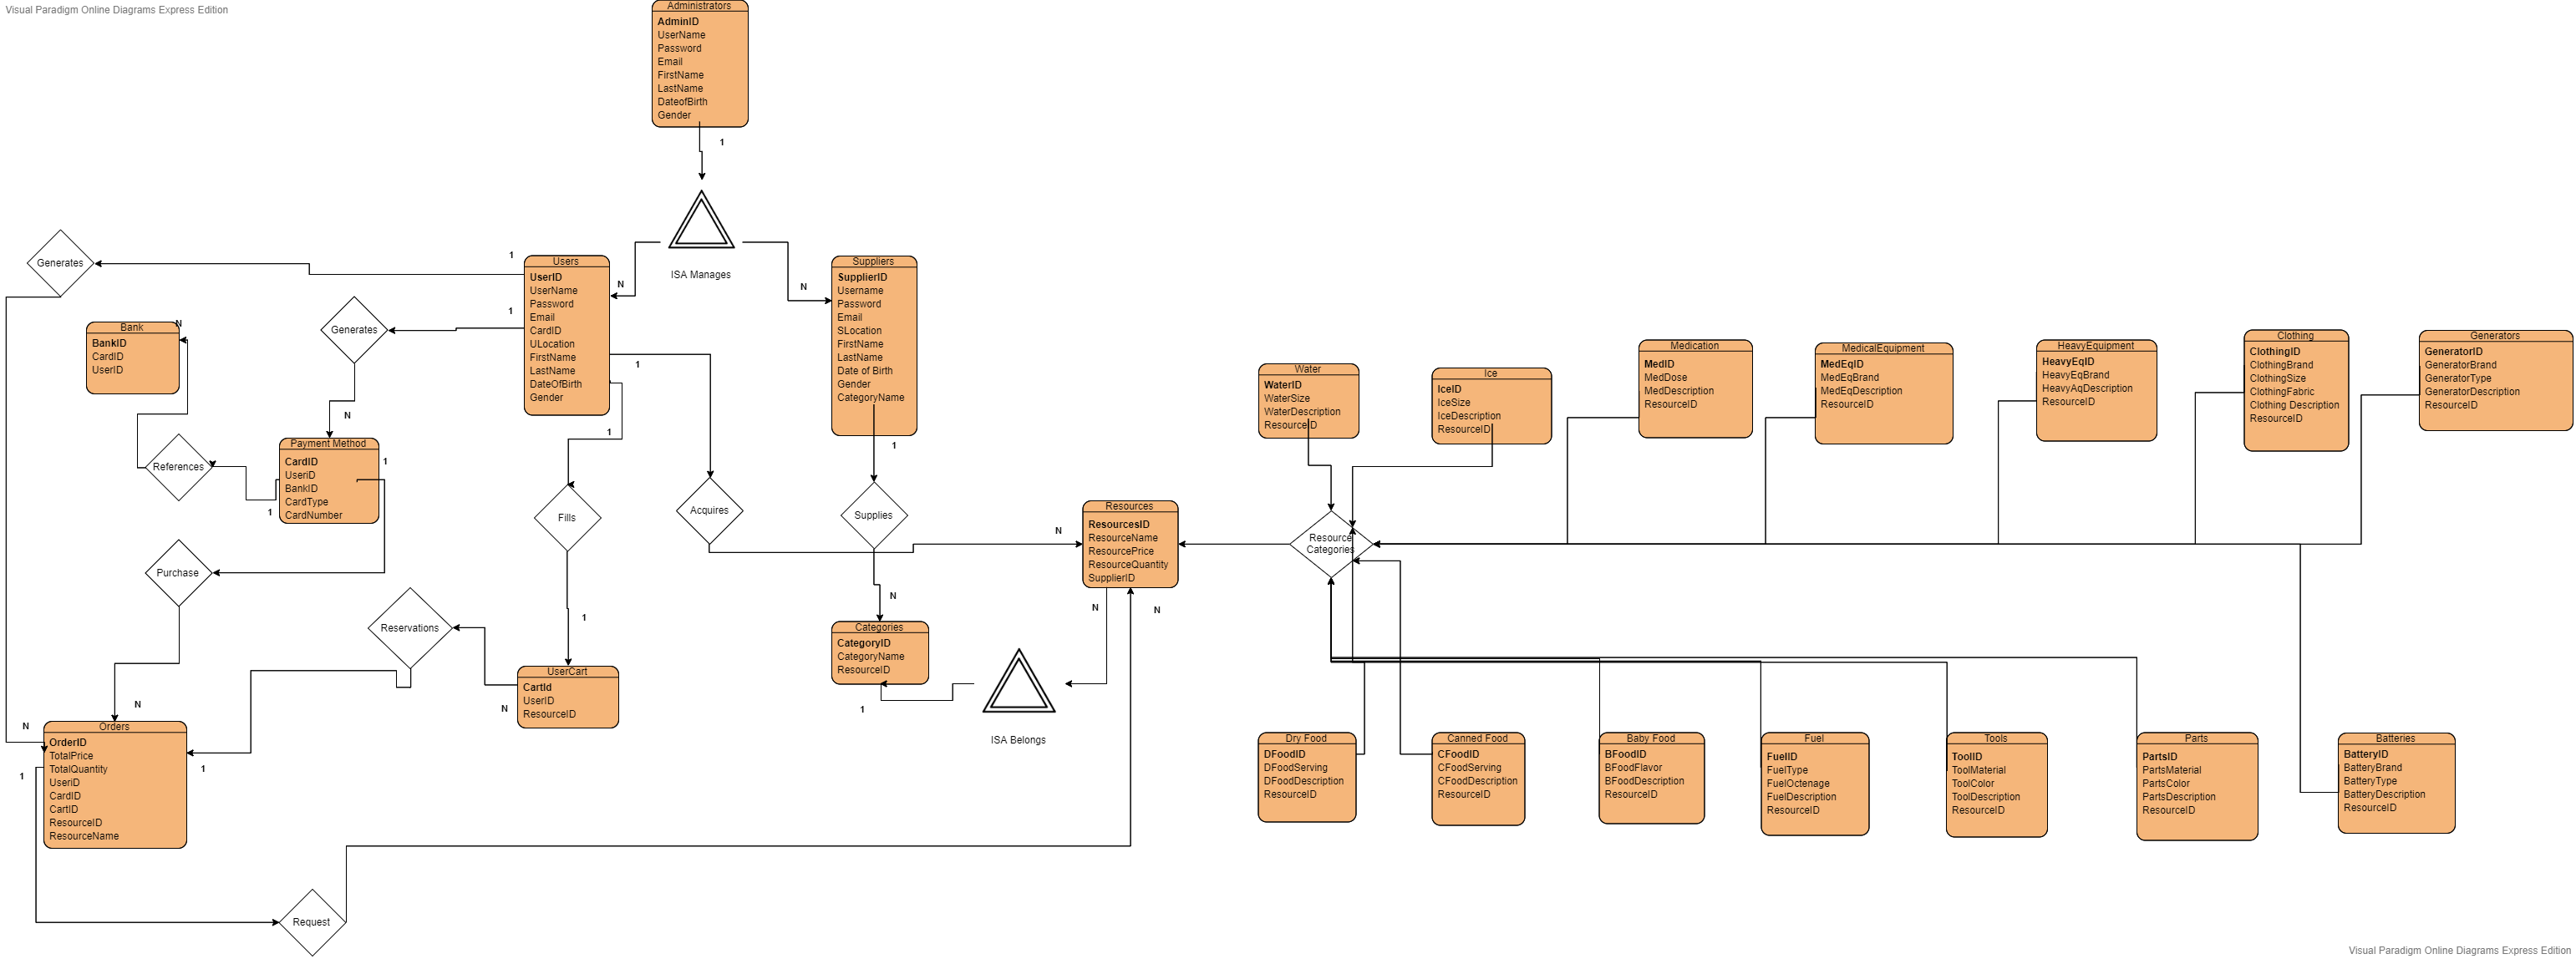 Visual Paradigm Online Diagrams Express Edition
Administrators
AdminID
UserName
Password
Email
FirstName
LastName
DateofBirth
Gender
1
ISA Manages
N
N
Generates
1
Users
UserID
UserName
Password
Email
CardID
ULocation
FirstName
LastName
DateOfBirth
Gender
Suppliers
SupplierID
Username
Password
Email
SLocation
FirstName
LastName
Date of Birth
Gender
CategoryName
1
Generates
N
Bank
BankID
CardID
UserID
N
Payment Method
CardID
UseriD
BankID
CardType
CardNumber
1
References
1
1
1
1
Fills
Acquires
Supplies
Purchase
N
Resources
ResourcesID
ResourceName
ResourcePrice
ResourceQuantity
SupplierID
N
N
N
1
Categories
CategoryID
CategoryName
ResourceID
1
ISA Belongs
Reservations
UserCart
CartId
UserID
ResourceID
N
N
N
1
1
Orders
OrderID
TotalPrice
TotalQuantity
UseriD
CardID
CartID
ResourceID
ResourceName
Request
Water
WaterID
WaterSize
WaterDescription
ResourceID
Ice
IceID
IceSize
IceDescription
ResourceID
Medication
MedID
MedDose
MedDescription
ResourceID
MedicalEquipment
MedEqID
MedEqBrand
MedEqDescription
ResourceID
HeavyEquipment
HeavyEqID
HeavyEqBrand
HeavyAqDescription
ResourceID
Clothing
ClothingID
ClothingBrand
ClothingSize
ClothingFabric
Clothing Description
ResourceID
Generators
GeneratorID
GeneratorBrand
GeneratorType
GeneratorDescription
ResourceID
Resource
Categories
Dry Food
DFoodID
DFoodServing
DFoodDescription
ResourceID
Canned Food
CFoodID
CFoodServing
CFoodDescription
ResourceID
Baby Food
BFoodID
BFoodFlavor
BFoodDescription
ResourceID
Fuel
FuelID
FuelType
FuelOctenage
FuelDescription
ResourceID
Tools
ToolID
ToolMaterial
ToolColor
ToolDescription
ResourceID
Parts
PartsID
PartsMaterial
PartsColor
PartsDescription
ResourceID
Batteries
BatteryID
BatteryBrand
BatteryType
BatteryDescription
ResourceID
Visual Paradigm Online Diagrams Express Edition